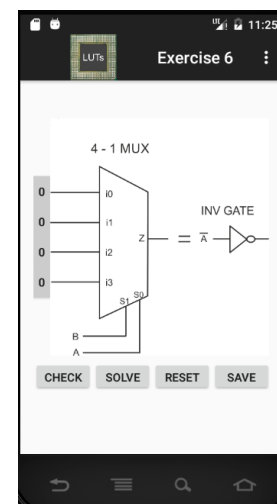 11:25
LUTs
Exercise 6
4 - 1 MUX
0 i0
0 i1
INV GATE
Z = A̅
0 i2
0 i3
S1 S0
B
A
CHECK SOLVE RESET SAVE